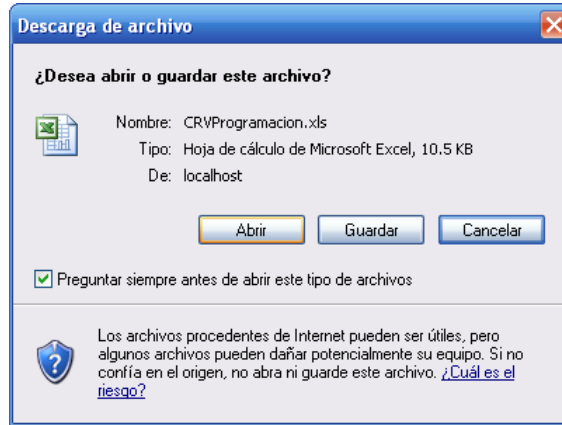 Descarga de archivo
¿Desea abrir o guardar este archivo?
Nombre: CRVProgramacion.xls
Tipo: Hoja de cálculo de Microsoft Excel, 10.5 KB
De: localhost
Abrir Guardar Cancelar
Preguntar siempre antes de abrir este tipo de archivos
Los archivos procedentes de Internet pueden ser útiles, pero
algunos archivos pueden dañar potencialmente su equipo. Si no
confía en el origen, no abra ni guarde este archivo. ¿Cuál es el
riesgo?